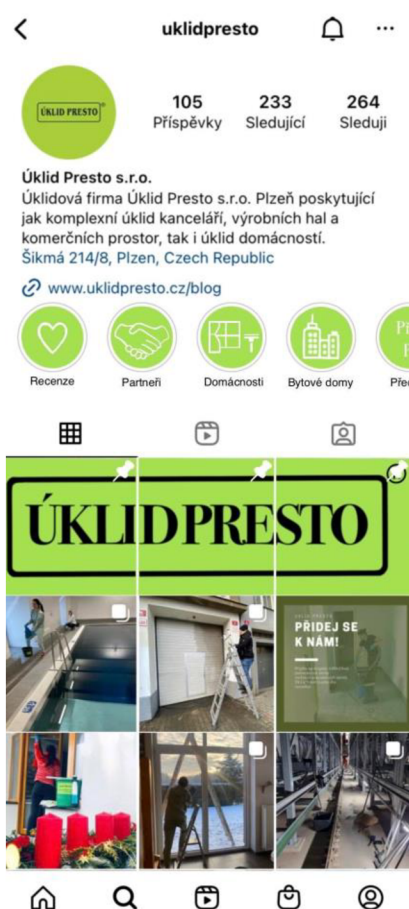 uklidpresto
ÚKLID PRESTO
105 233 264
Příspěvky Sledující Sleduji
Úklid Presto s.r.o.
Úklidová firma Úklid Presto s.r.o. Plzeň poskytující
jak komplexní úklid kanceláří, výrobních hal a
komerčních prostor, tak i úklid domácností.
Šikmá 214/8, Plzen, Czech Republic
www.uklidpresto.cz/blog
Recenze Partneři Domácnosti Bytové domy
ÚKLID PRESTO
ÚKLID PRESTO
PŘIDEJ SE
K NÁM!